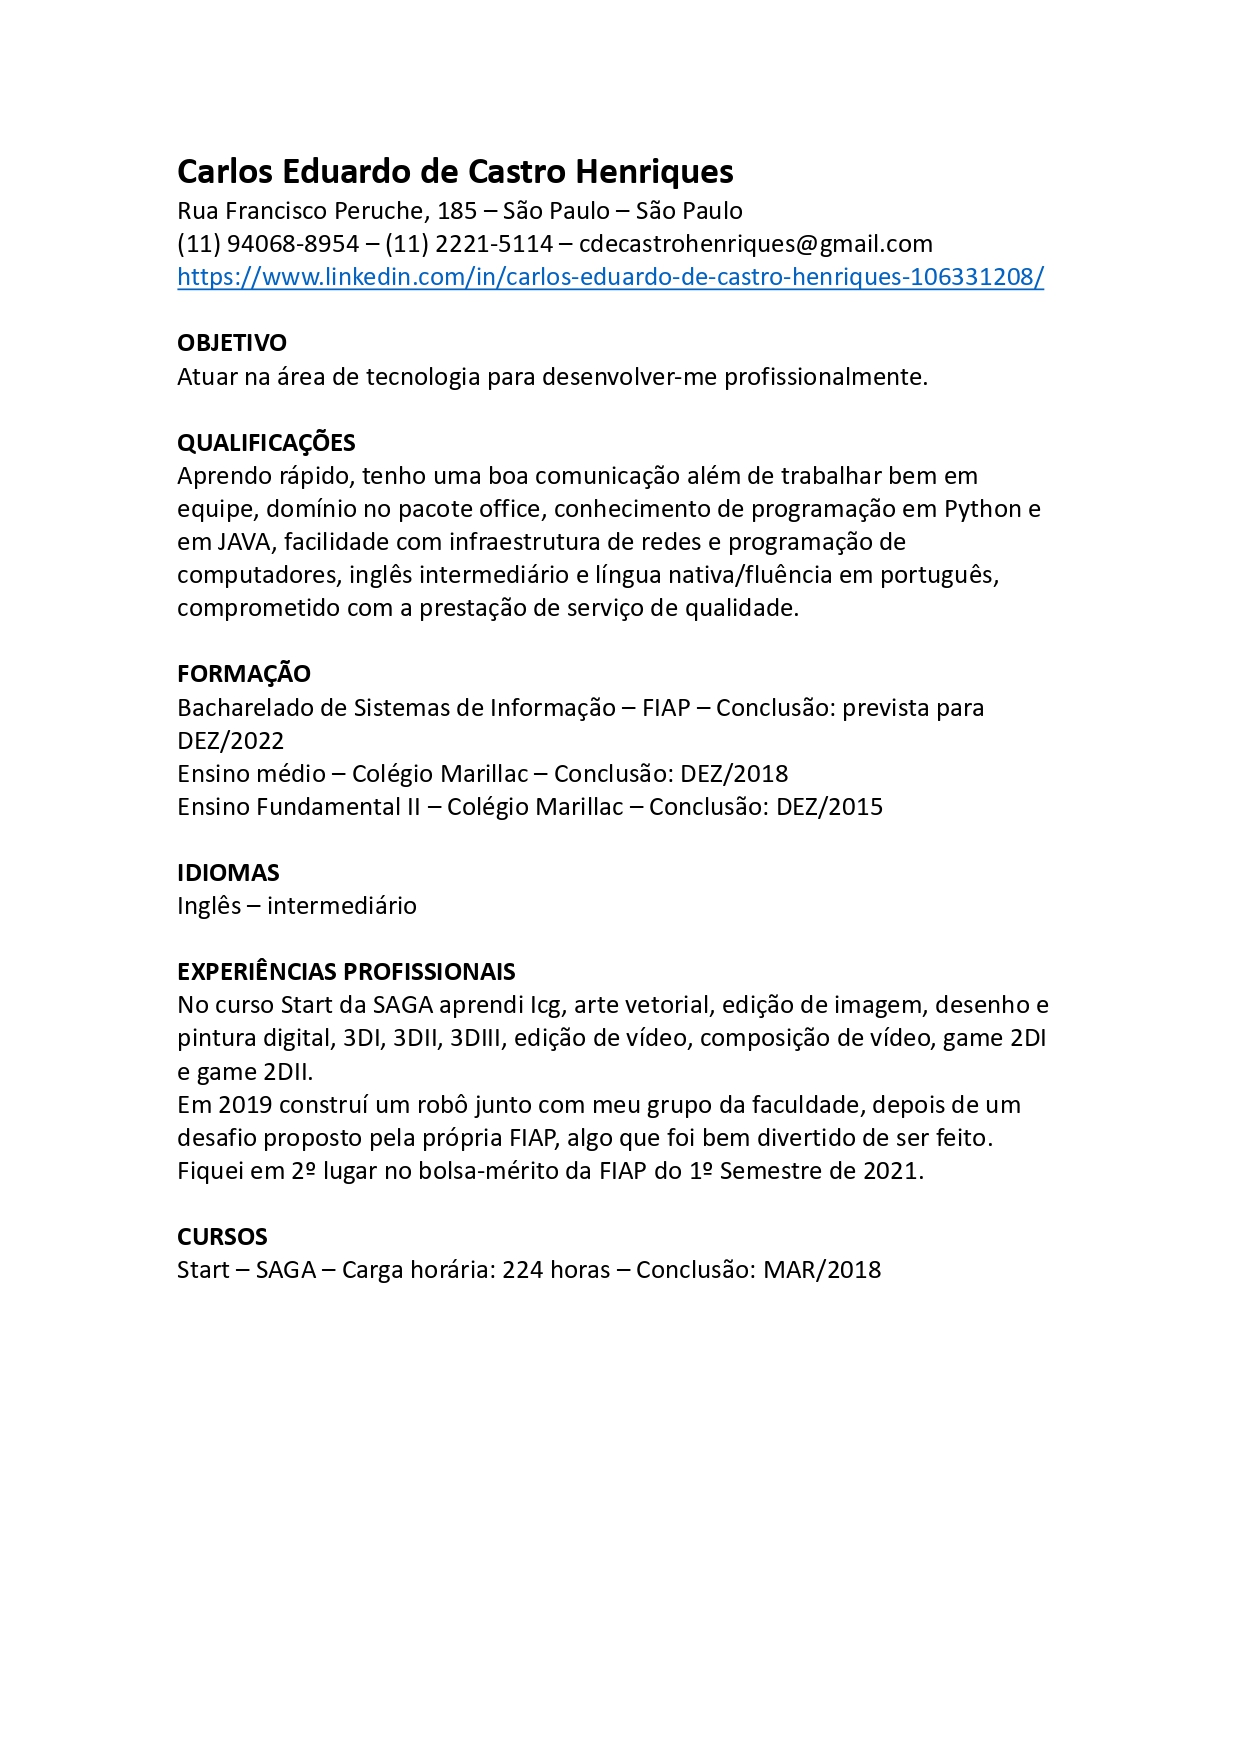 Carlos Eduardo de Castro Henriques
Rua Francisco Peruche, 185 – São Paulo – São Paulo
(11) 94068-8954 – (11) 2221-5114 – cdecastrohenriques@gmail.com
https://www.linkedin.com/in/carlos-eduardo-de-castro-henriques-106331208/
OBJETIVO
Atuar na área de tecnologia para desenvolver-me profissionalmente.
QUALIFICAÇÕES
Aprendo rápido, tenho uma boa comunicação além de trabalhar bem em
equipe, domínio no pacote office, conhecimento de programação em Python e
em JAVA, facilidade com infraestrutura de redes e programação de
computadores, inglês intermediário e língua nativa/fluência em português,
comprometido com a prestação de serviço de qualidade.
FORMAÇÃO
Bacharelado de Sistemas de Informação – FIAP – Conclusão: prevista para
DEZ/2022
Ensino médio – Colégio Marillac – Conclusão: DEZ/2018
Ensino Fundamental II – Colégio Marillac – Conclusão: DEZ/2015
IDIOMAS
Inglês – intermediário
EXPERIÊNCIAS PROFISSIONAIS
No curso Start da SAGA aprendi Icg, arte vetorial, edição de imagem, desenho e
pintura digital, 3DI, 3DII, 3DIII, edição de vídeo, composição de vídeo, game 2DI
e game 2DII.
Em 2019 construí um robô junto com meu grupo da faculdade, depois de um
desafio proposto pela própria FIAP, algo que foi bem divertido de ser feito.
Fiquei em 2º lugar no bolsa-mérito da FIAP do 1º Semestre de 2021.
CURSOS
Start – SAGA – Carga horária: 224 horas – Conclusão: MAR/2018